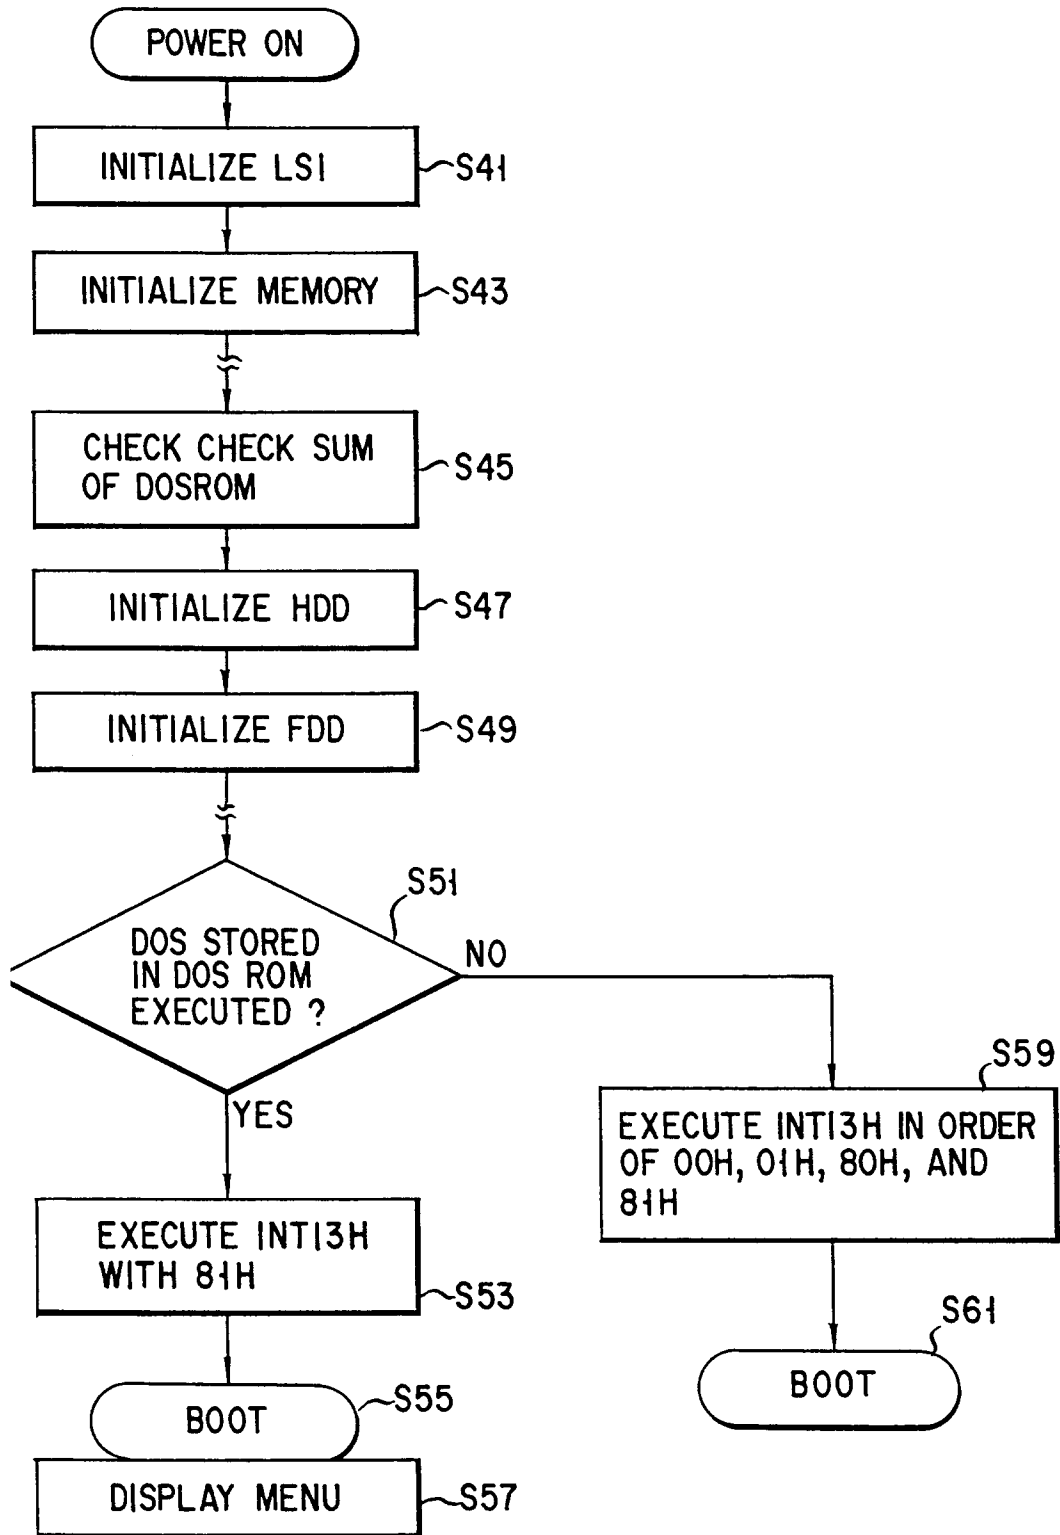 POWER ON
INITIALIZE LSI
S41
INITIALIZE MEMORY
S43
CHECK CHECK SUM
OF DOSROM
S45
INITIALIZE HDD
S47
INITIALIZE FDD
S49
S51
DOS STORED
IN DOS ROM
EXECUTED ?
NO
YES
S59
EXECUTE INT13H IN ORDER
OF 00H, 01H, 80H, AND
81H
EXECUTE INT13H
WITH 81H
S53
S61
BOOT
BOOT
S55
DISPLAY MENU
S57